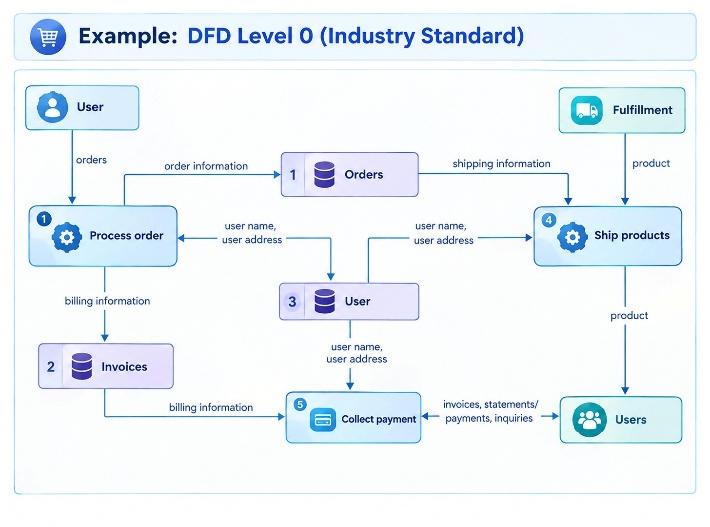 Example: DFD Level 0 (Industry Standard)
User
Fulfillment
orders
order information
1 Orders
shipping information
product
1 Process order
user name,
user address
user name,
user address
4 Ship products
billing information
3 User
product
2 Invoices
user name,
user address
billing information
5 Collect payment
invoices, statements/
payments, inquiries
Users